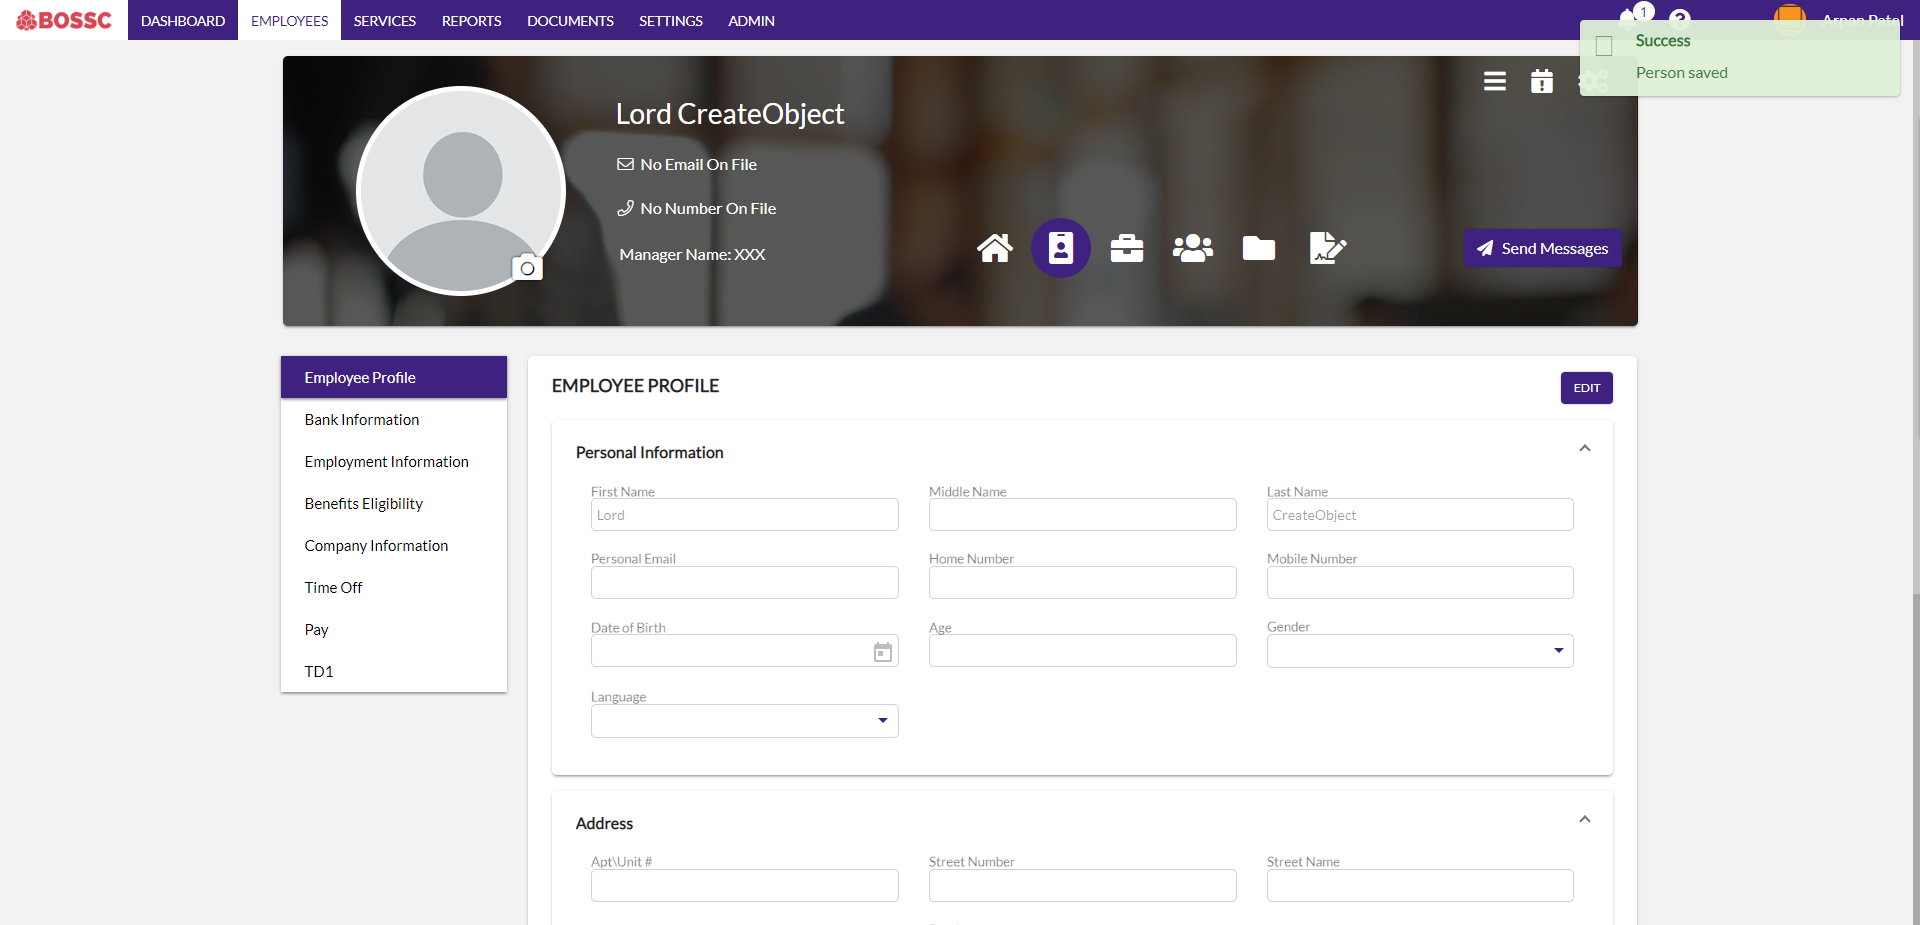 BOSSC
DASHBOARD
EMPLOYEES
SERVICES
REPORTS
DOCUMENTS
SETTINGS
ADMIN
1
?
Arpan Patel
Success
Person saved
Lord CreateObject
No Email On File
No Number On File
Manager Name: XXX
Send Messages
Employee Profile
Bank Information
Employment Information
Benefits Eligibility
Company Information
Time Off
Pay
TD1
EMPLOYEE PROFILE
EDIT
Personal Information
First Name
Middle Name
Last Name
Lord
CreateObject
Personal Email
Home Number
Mobile Number
Date of Birth
Age
Gender
Language
Address
Apt\Unit #
Street Number
Street Name